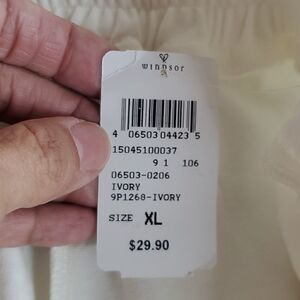 WINDSOR
4 06503 04423 5
15045100037
9 1 106
06503-0206
IVORY
9P1268-IVORY
SIZE XL
$29.90